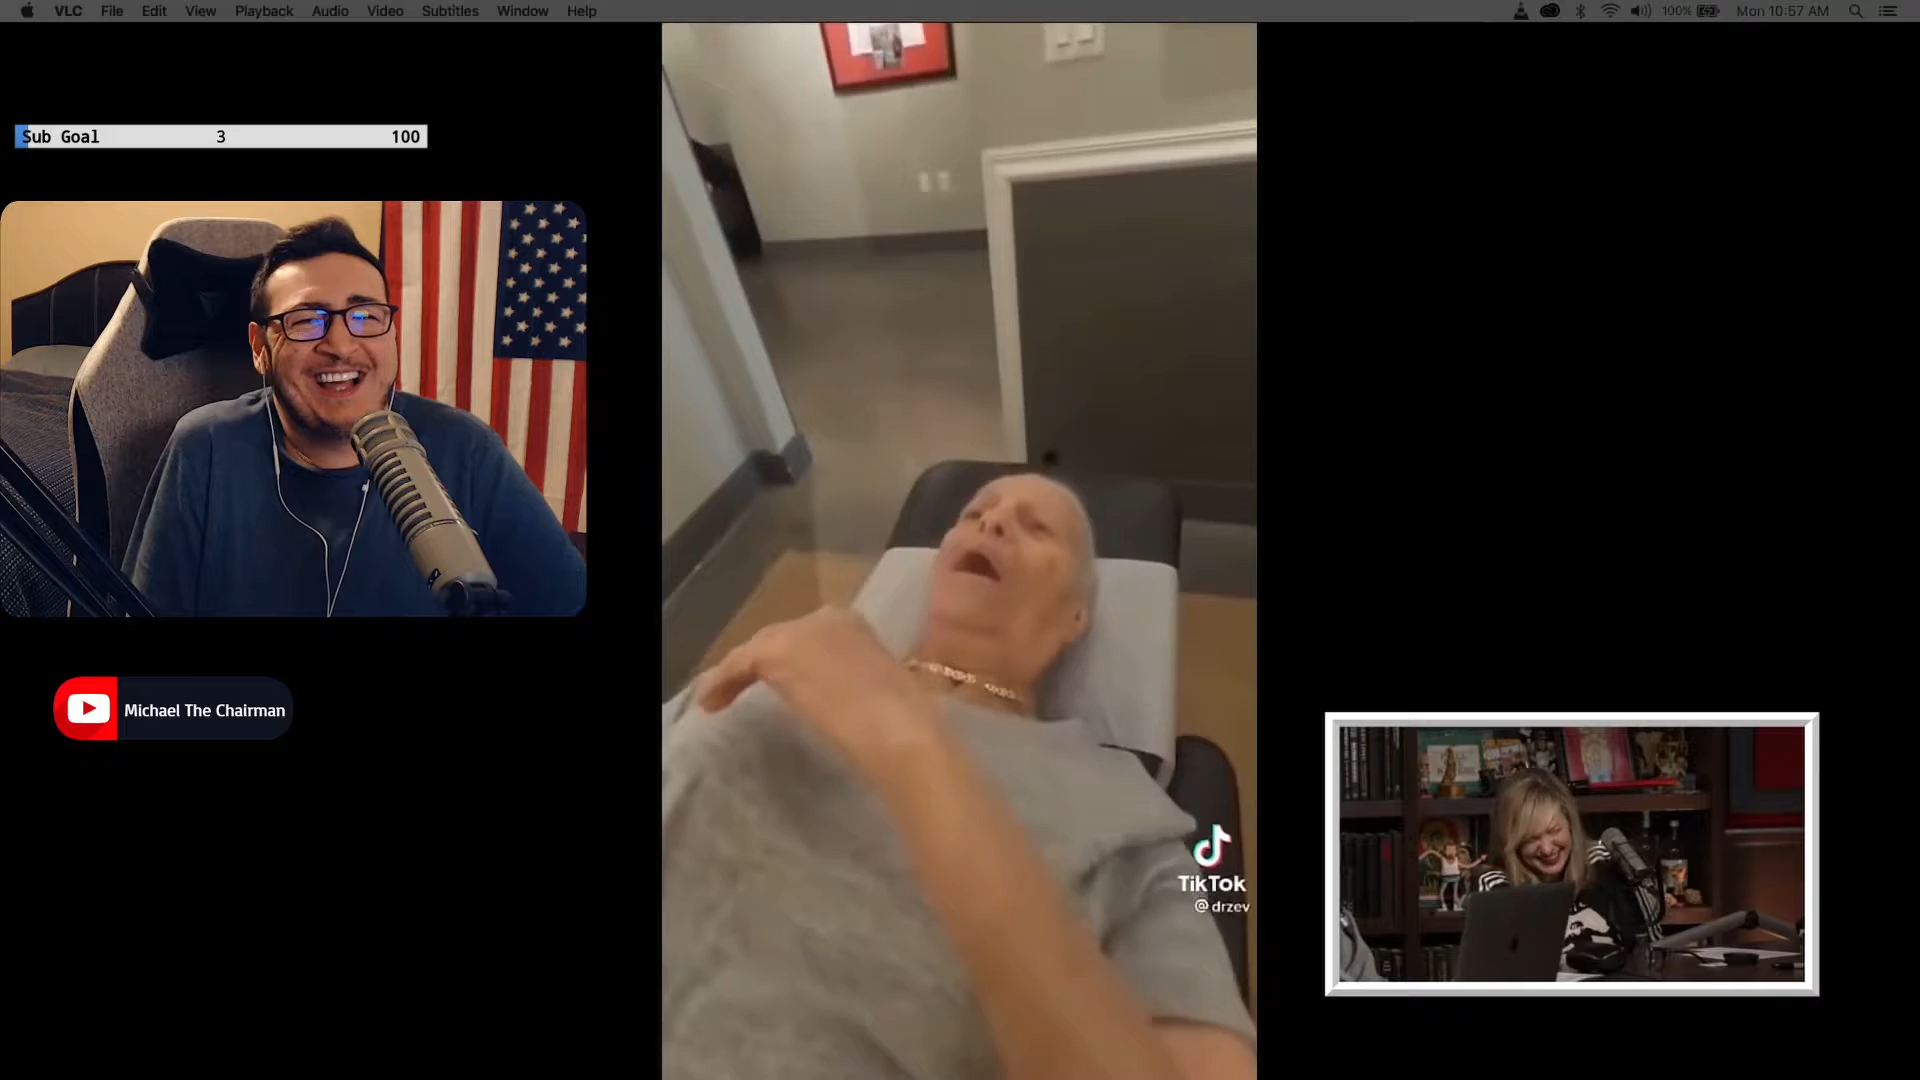 VLC File Edit View Playback Audio Video Subtitles Window Help 100% Mon 10:57 AM
Sub Goal 3 100
Michael The Chairman
TikTok
@drzev